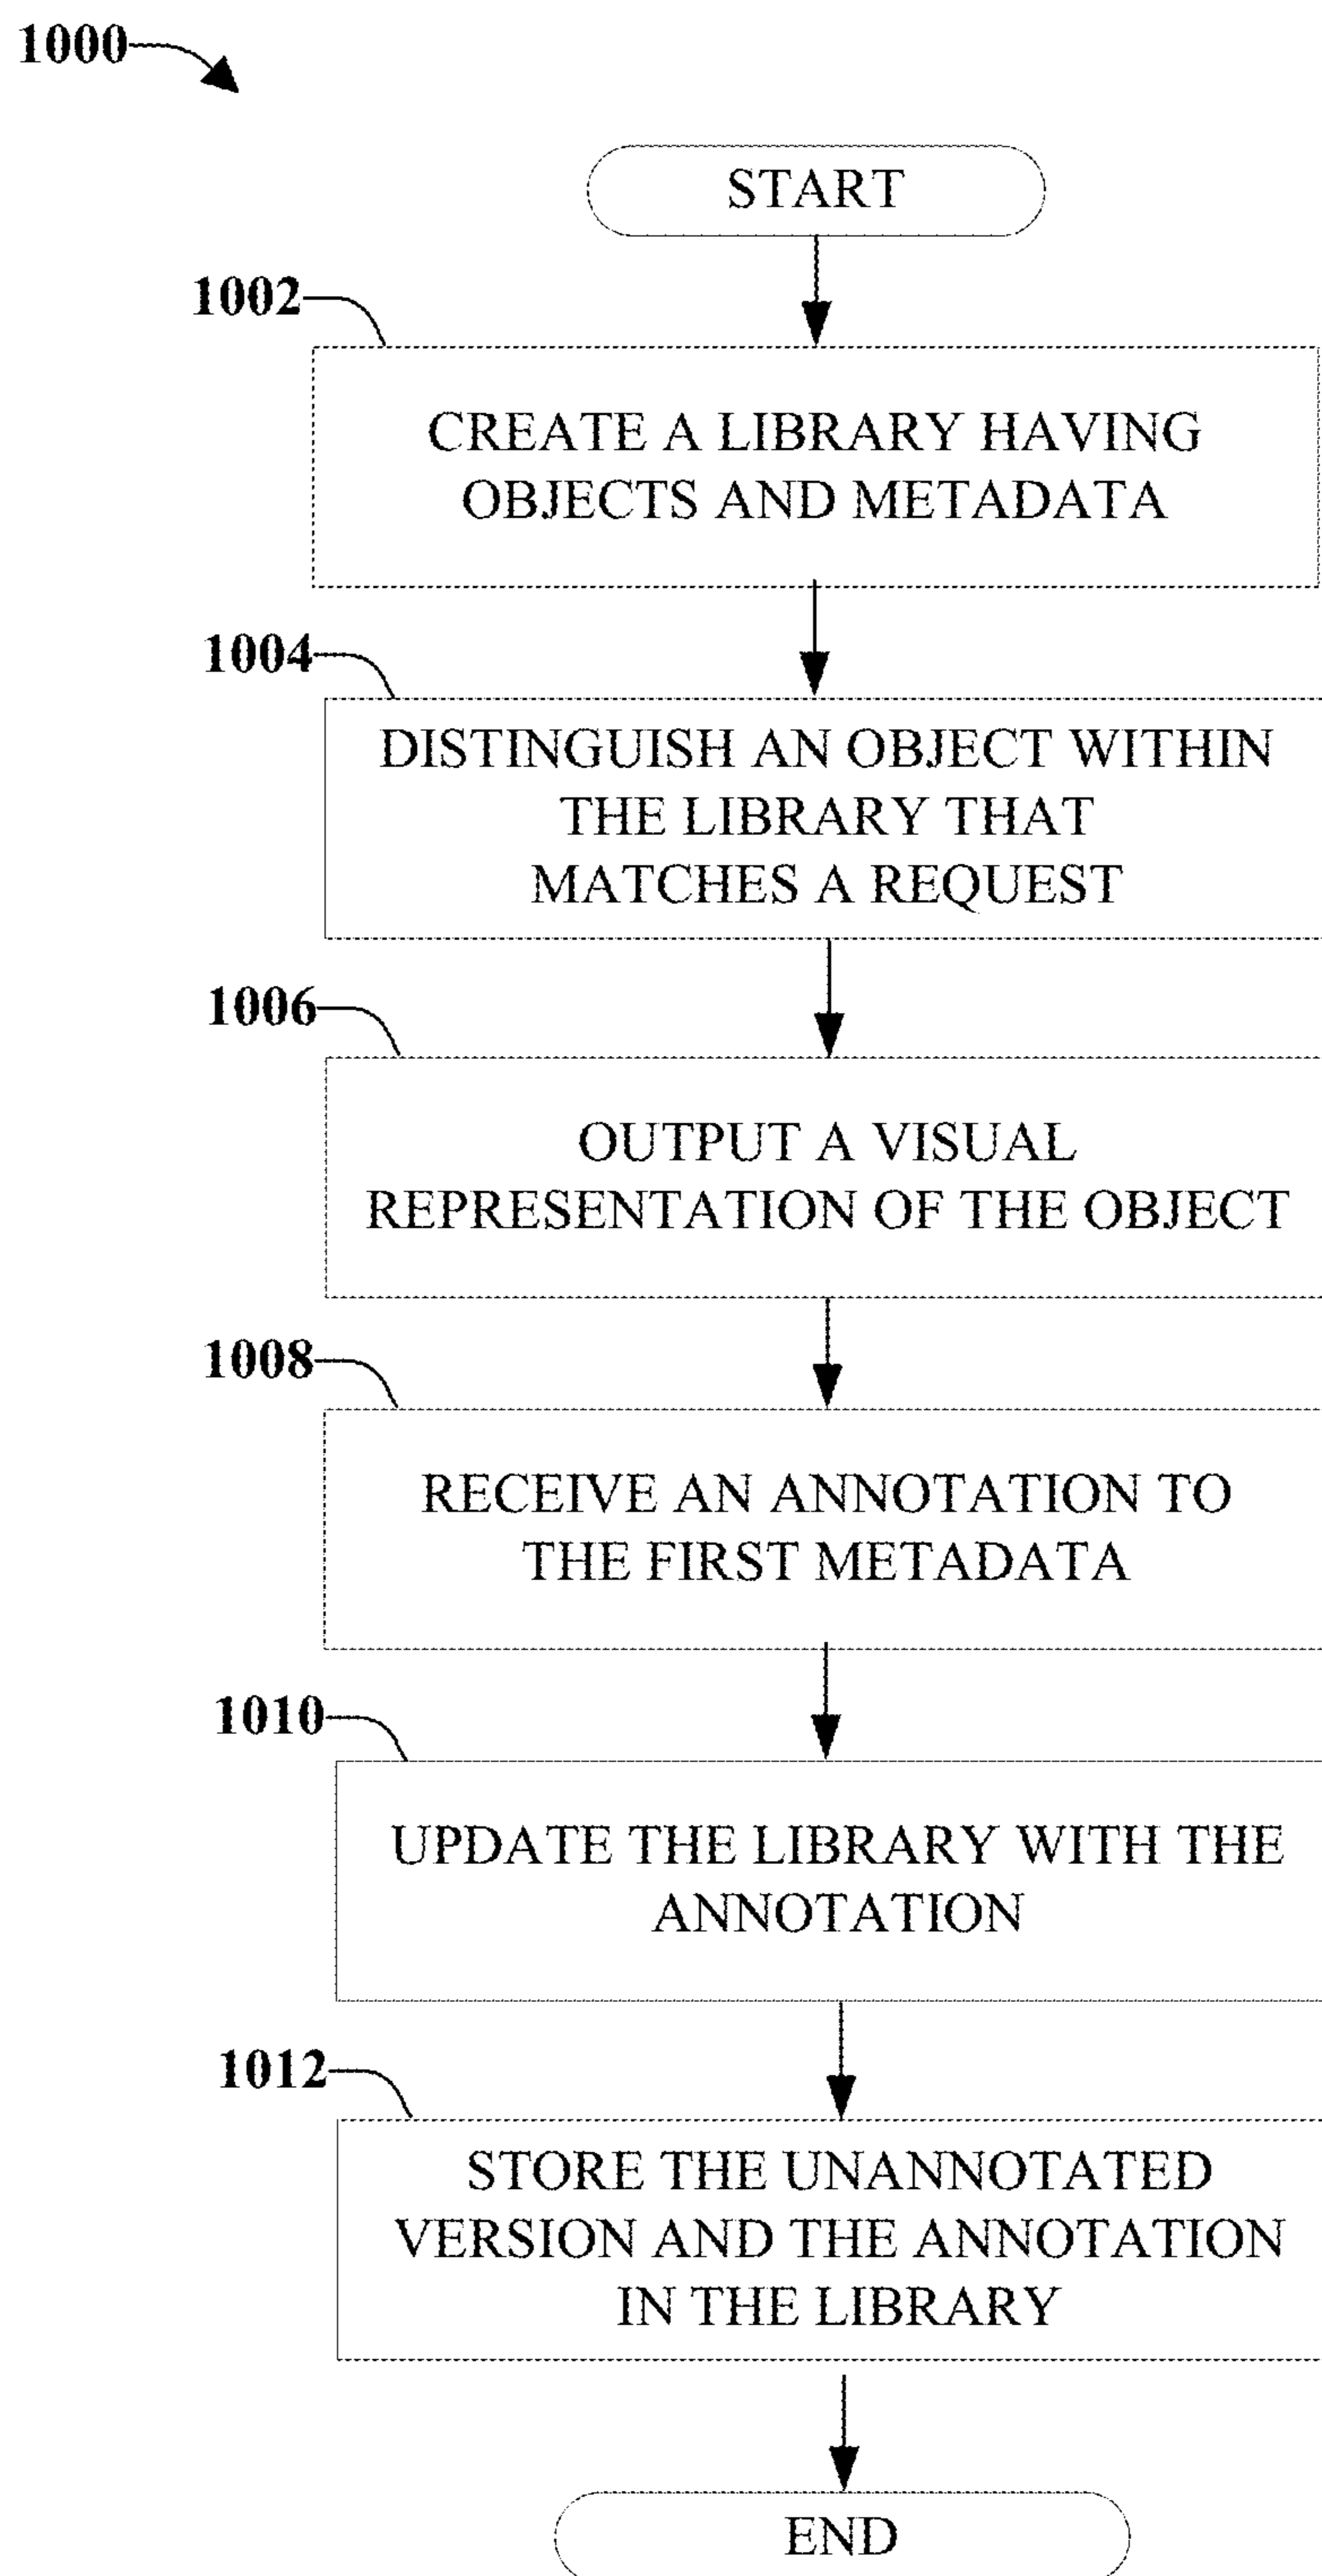 1000
START
1002
CREATE A LIBRARY HAVING
OBJECTS AND METADATA
1004
DISTINGUISH AN OBJECT WITHIN
THE LIBRARY THAT
MATCHES A REQUEST
1006
OUTPUT A VISUAL
REPRESENTATION OF THE OBJECT
1008
RECEIVE AN ANNOTATION TO
THE FIRST METADATA
1010
UPDATE THE LIBRARY WITH THE
ANNOTATION
1012
STORE THE UNANNOTATED
VERSION AND THE ANNOTATION
IN THE LIBRARY
END